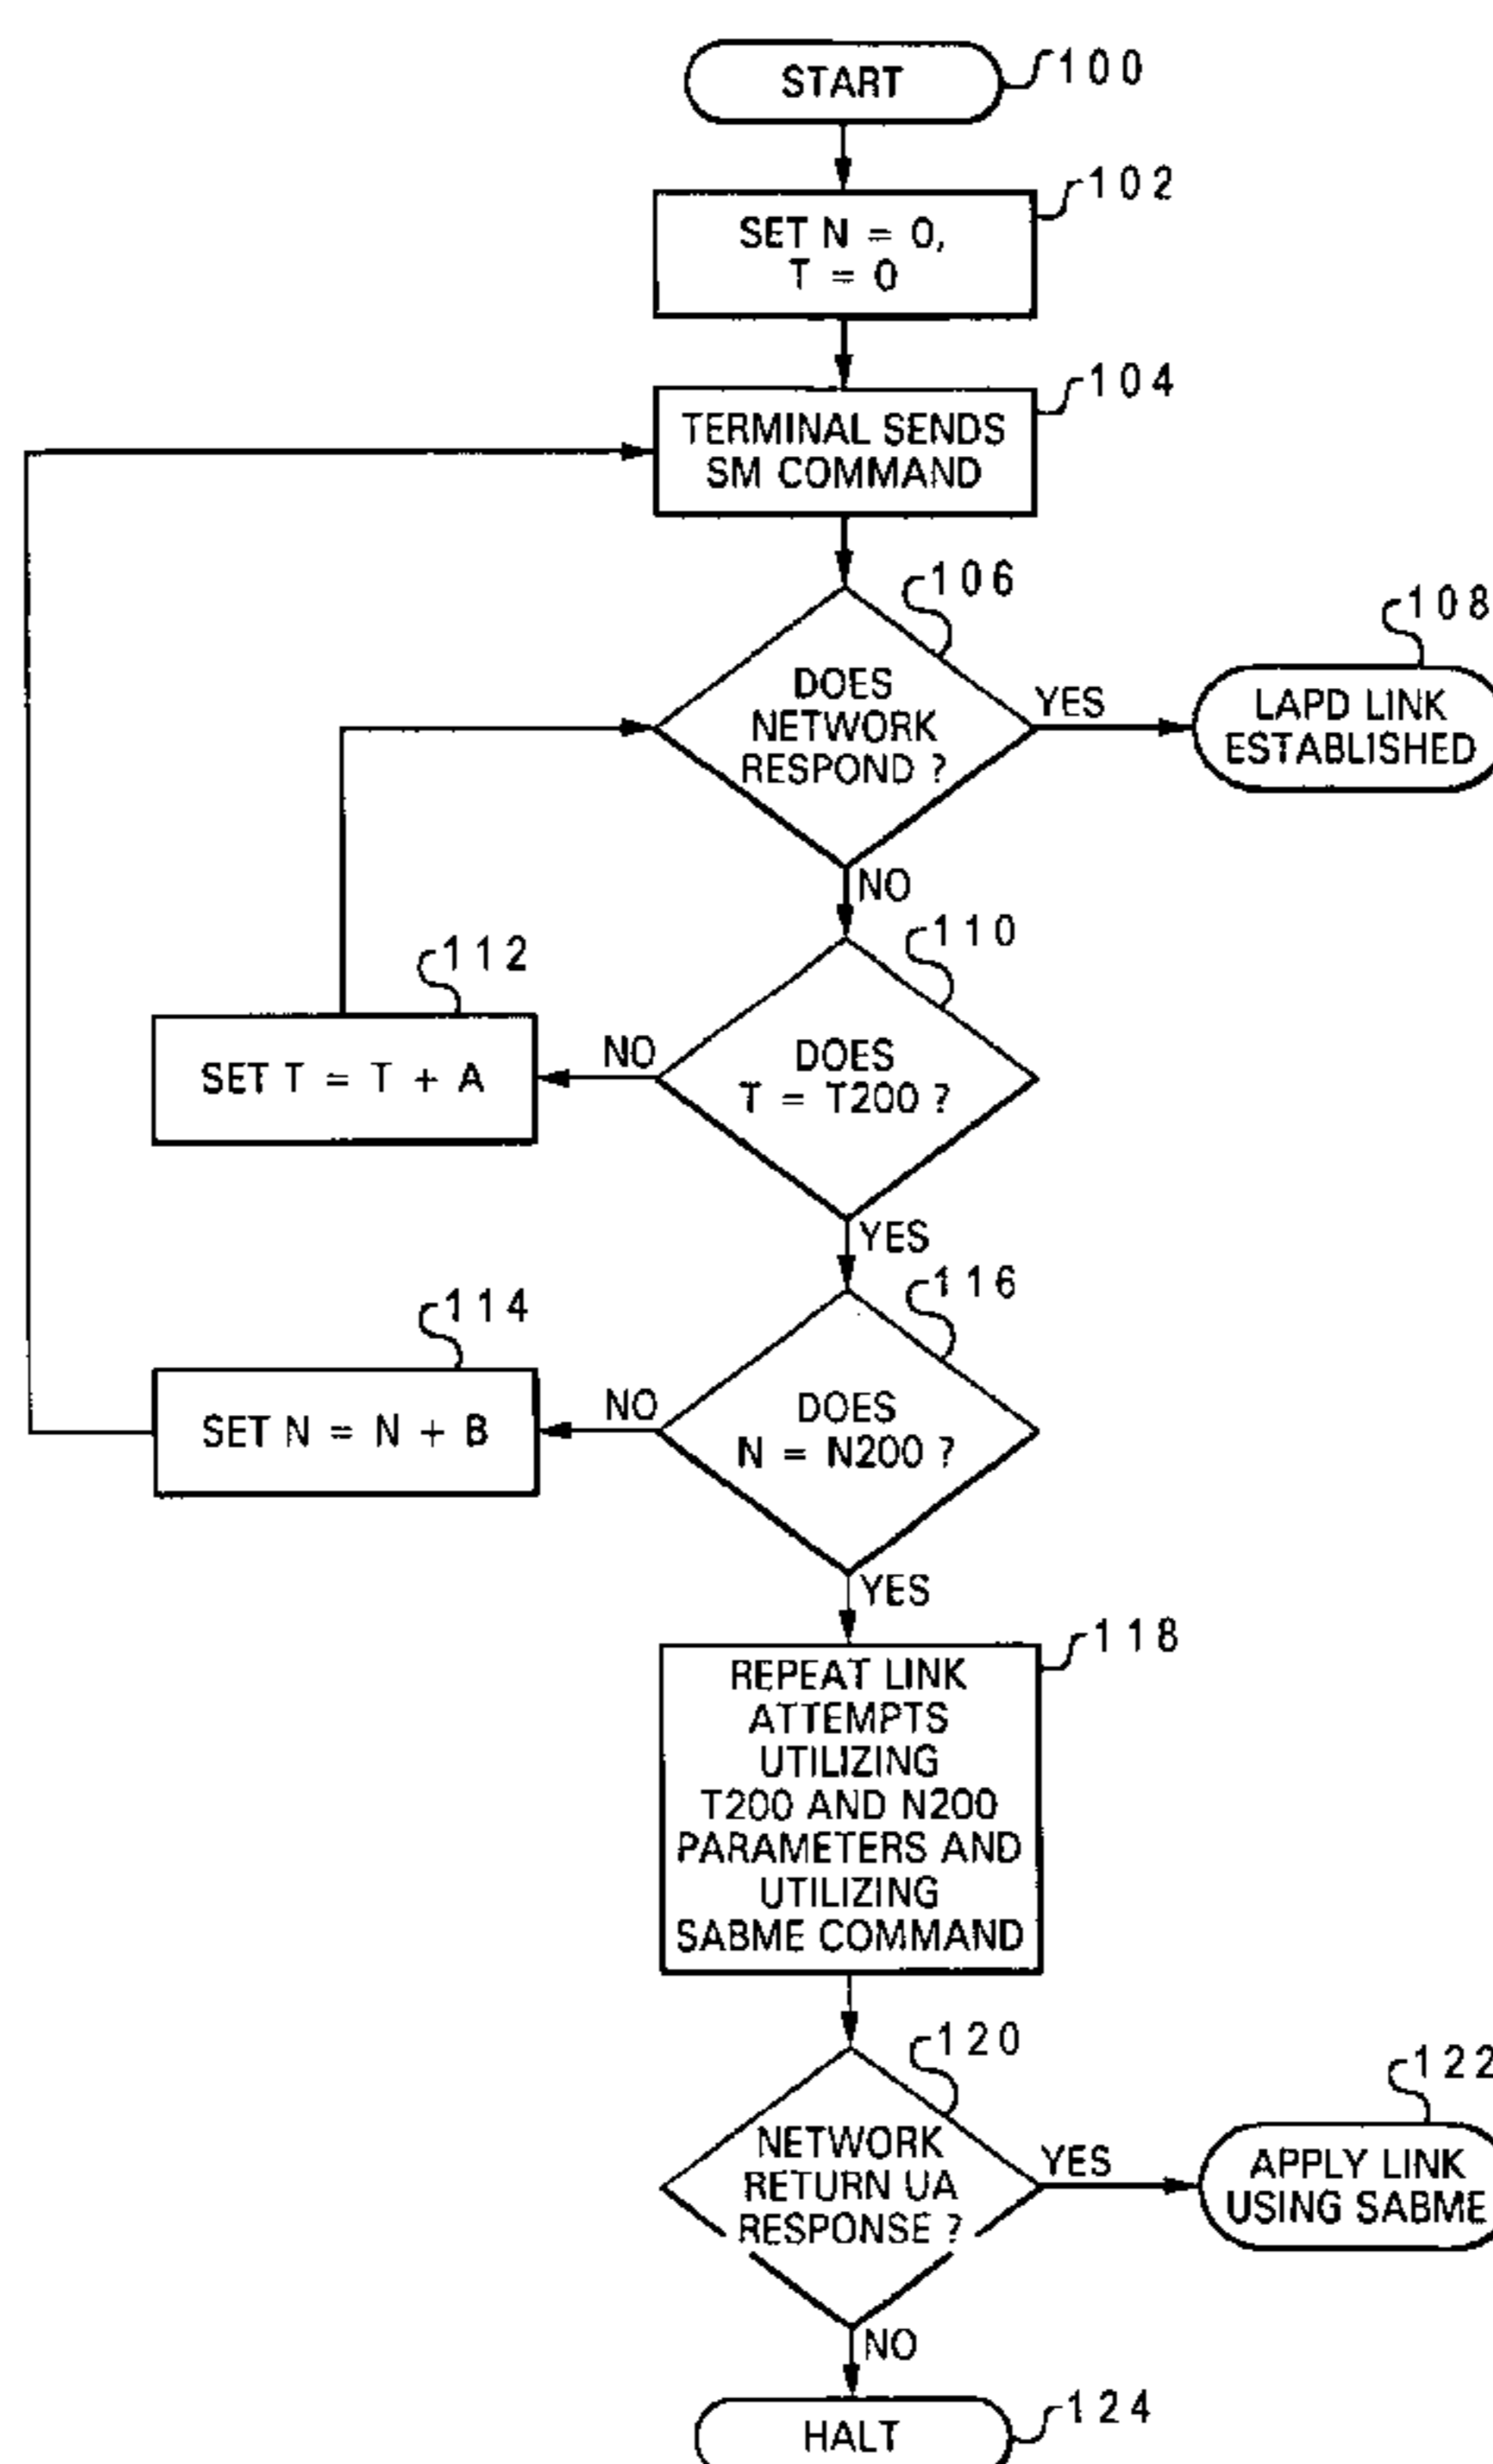 START
100
SET N = 0,
T = 0
102
TERMINAL SENDS
SM COMMAND
104
DOES
NETWORK
RESPOND ?
106
YES
LAPD LINK
ESTABLISHED
108
NO
DOES
T = T200 ?
110
NO
SET T = T + A
112
YES
DOES
N = N200 ?
116
NO
SET N = N + B
114
YES
REPEAT LINK
ATTEMPTS
UTILIZING
T200 AND N200
PARAMETERS AND
UTILIZING
SABME COMMAND
118
NETWORK
RETURN UA
RESPONSE ?
120
YES
APPLY LINK
USING SABME
122
NO
HALT
124